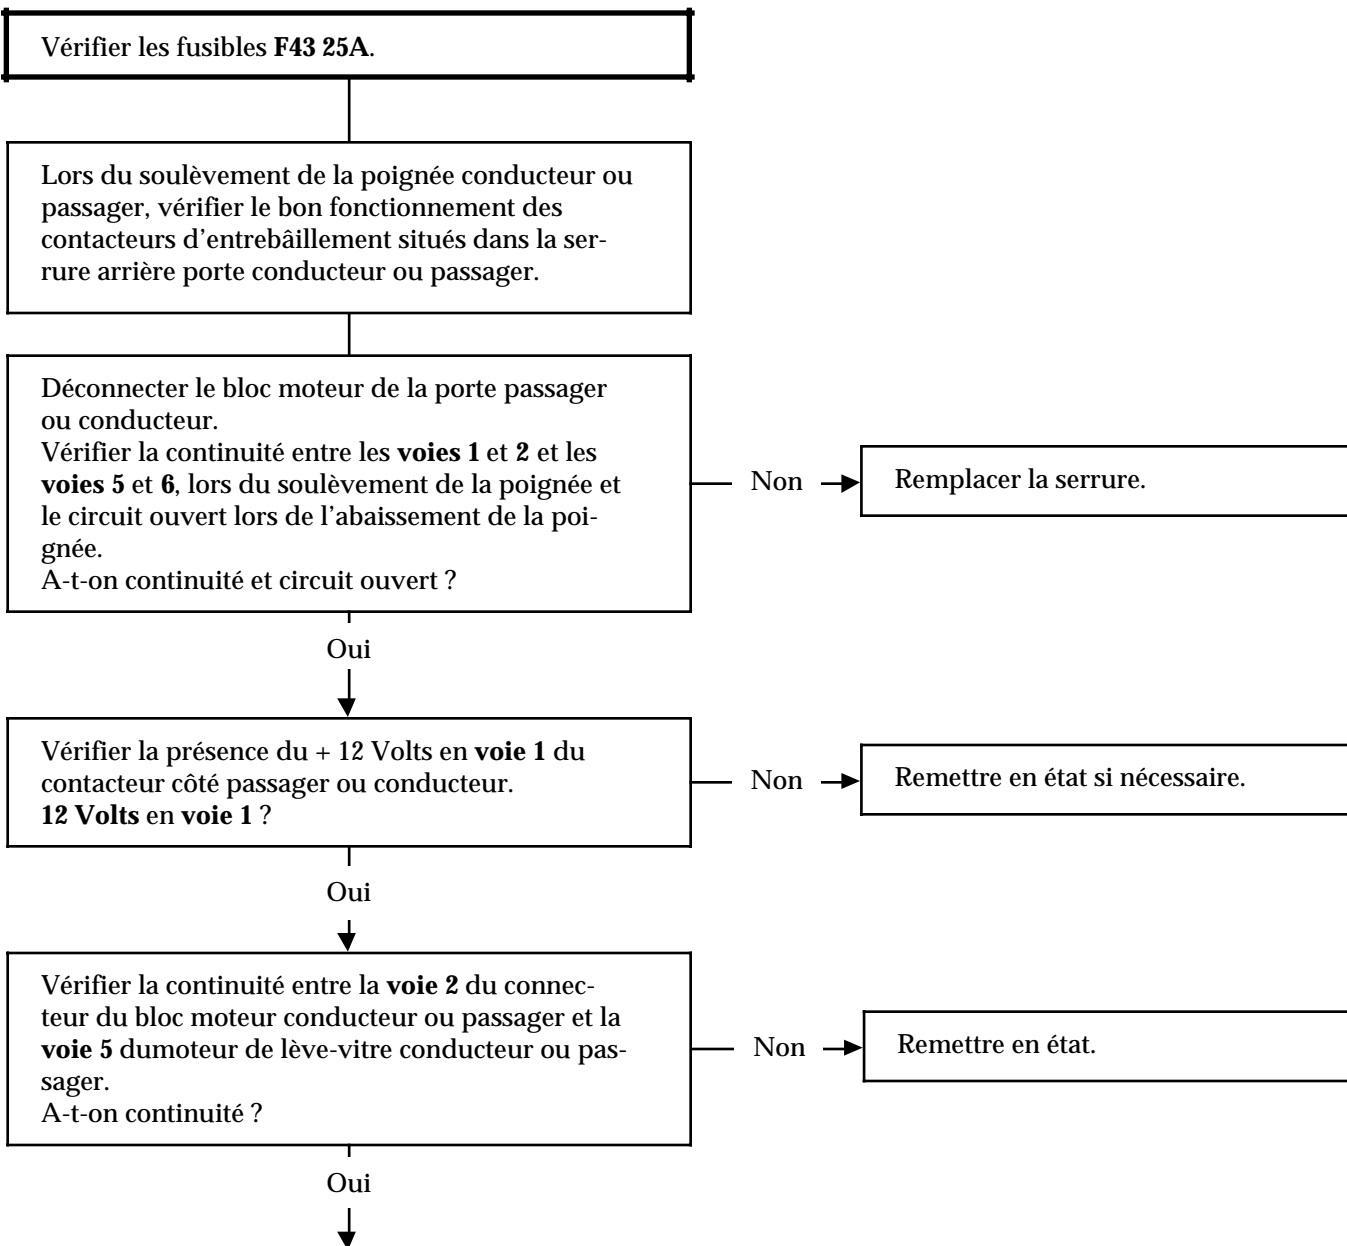 Vérifier les fusibles F43 25A.
Lors du soulèvement de la poignée conducteur ou
passager, vérifier le bon fonctionnement des
contacteurs d'entrebâillement situés dans la ser-
rure arrière porte conducteur ou passager.
Déconnecter le bloc moteur de la porte passager
ou conducteur.
Vérifier la continuité entre les voies 1 et 2 et les
voies 5 et 6, lors du soulèvement de la poignée et
le circuit ouvert lors de l'abaissement de la poi-
gnée.
A-t-on continuité et circuit ouvert ?
Non
Remplacer la serrure.
Oui
Vérifier la présence du + 12 Volts en voie 1 du
contacteur côté passager ou conducteur.
12 Volts en voie 1 ?
Non
Remettre en état si nécessaire.
Oui
Vérifier la continuité entre la voie 2 du connec-
teur du bloc moteur conducteur ou passager et la
voie 5 dumoteur de lève-vitre conducteur ou pas-
sager.
A-t-on continuité ?
Non
Remettre en état.
Oui